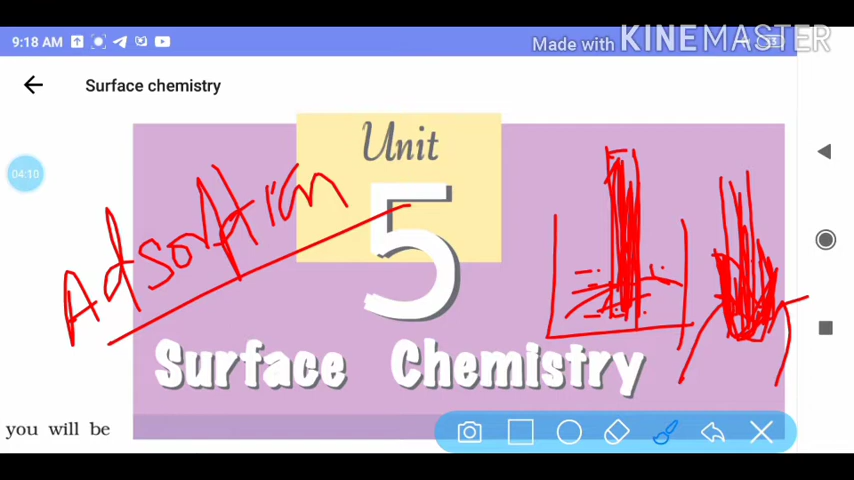 9:18 AM
Made with KINEMASTER
Surface chemistry
04:10
Unit
5
Adsorption
Surface Chemistry
you will be